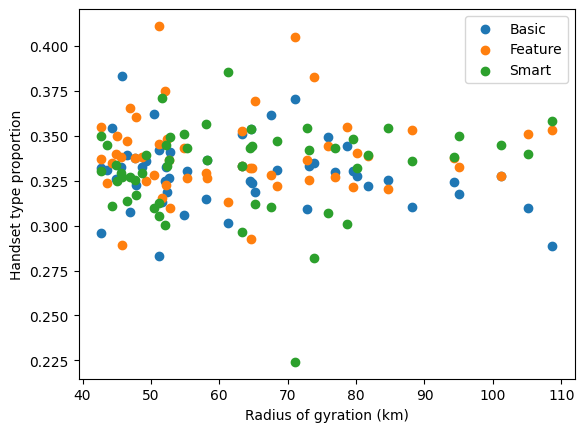 Basic
Feature
Smart
0.400
0.375
0.350
0.325
0.300
0.275
0.250
0.225
Handset type proportion
40 50 60 70 80 90 100 110
Radius of gyration (km)